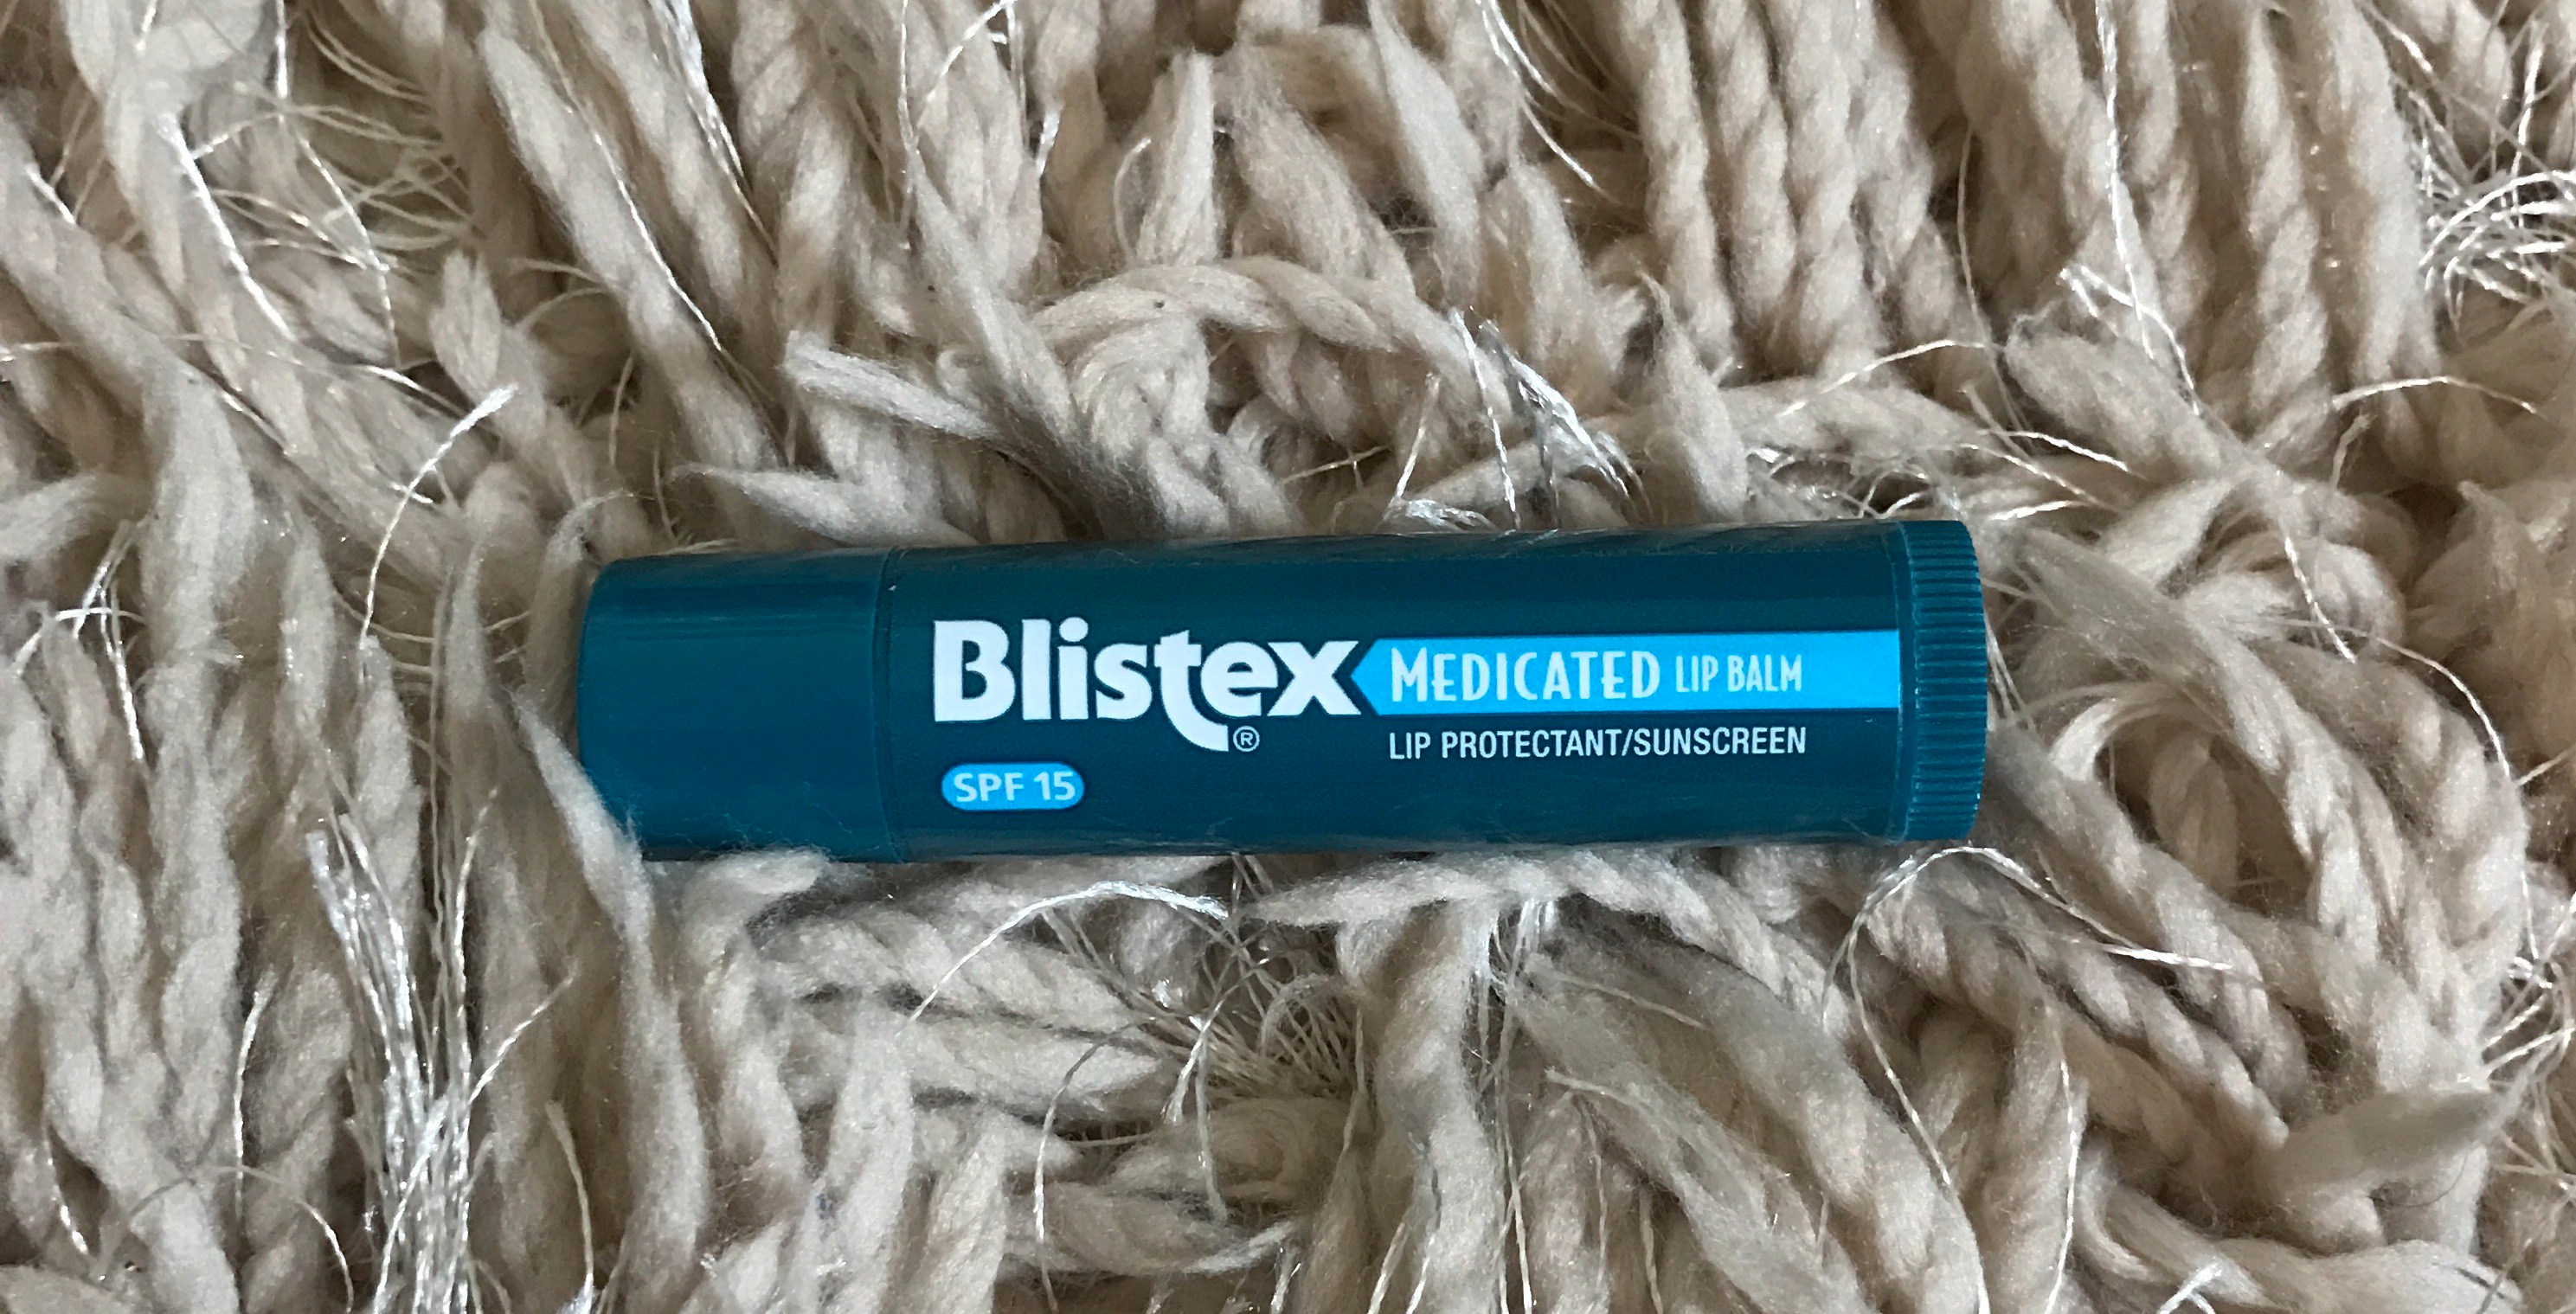 Blistex®
MEDICATED LIP BALM
LIP PROTECTANT/SUNSCREEN
SPF 15